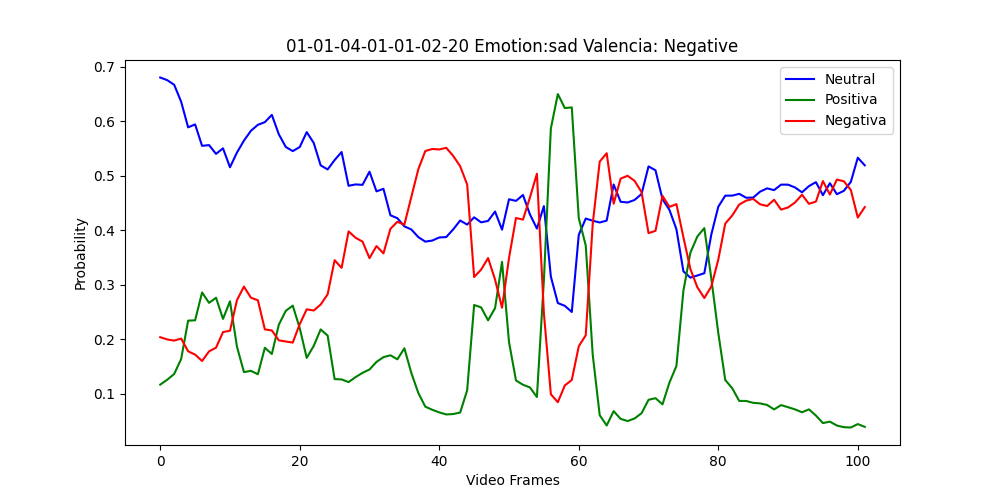 01-01-04-01-01-02-20 Emotion:sad Valencia: Negative
Neutral
Positiva
Negativa
Probability
0.7
0.6
0.5
0.4
0.3
0.2
0.1
0 20 40 60 80 100
Video Frames